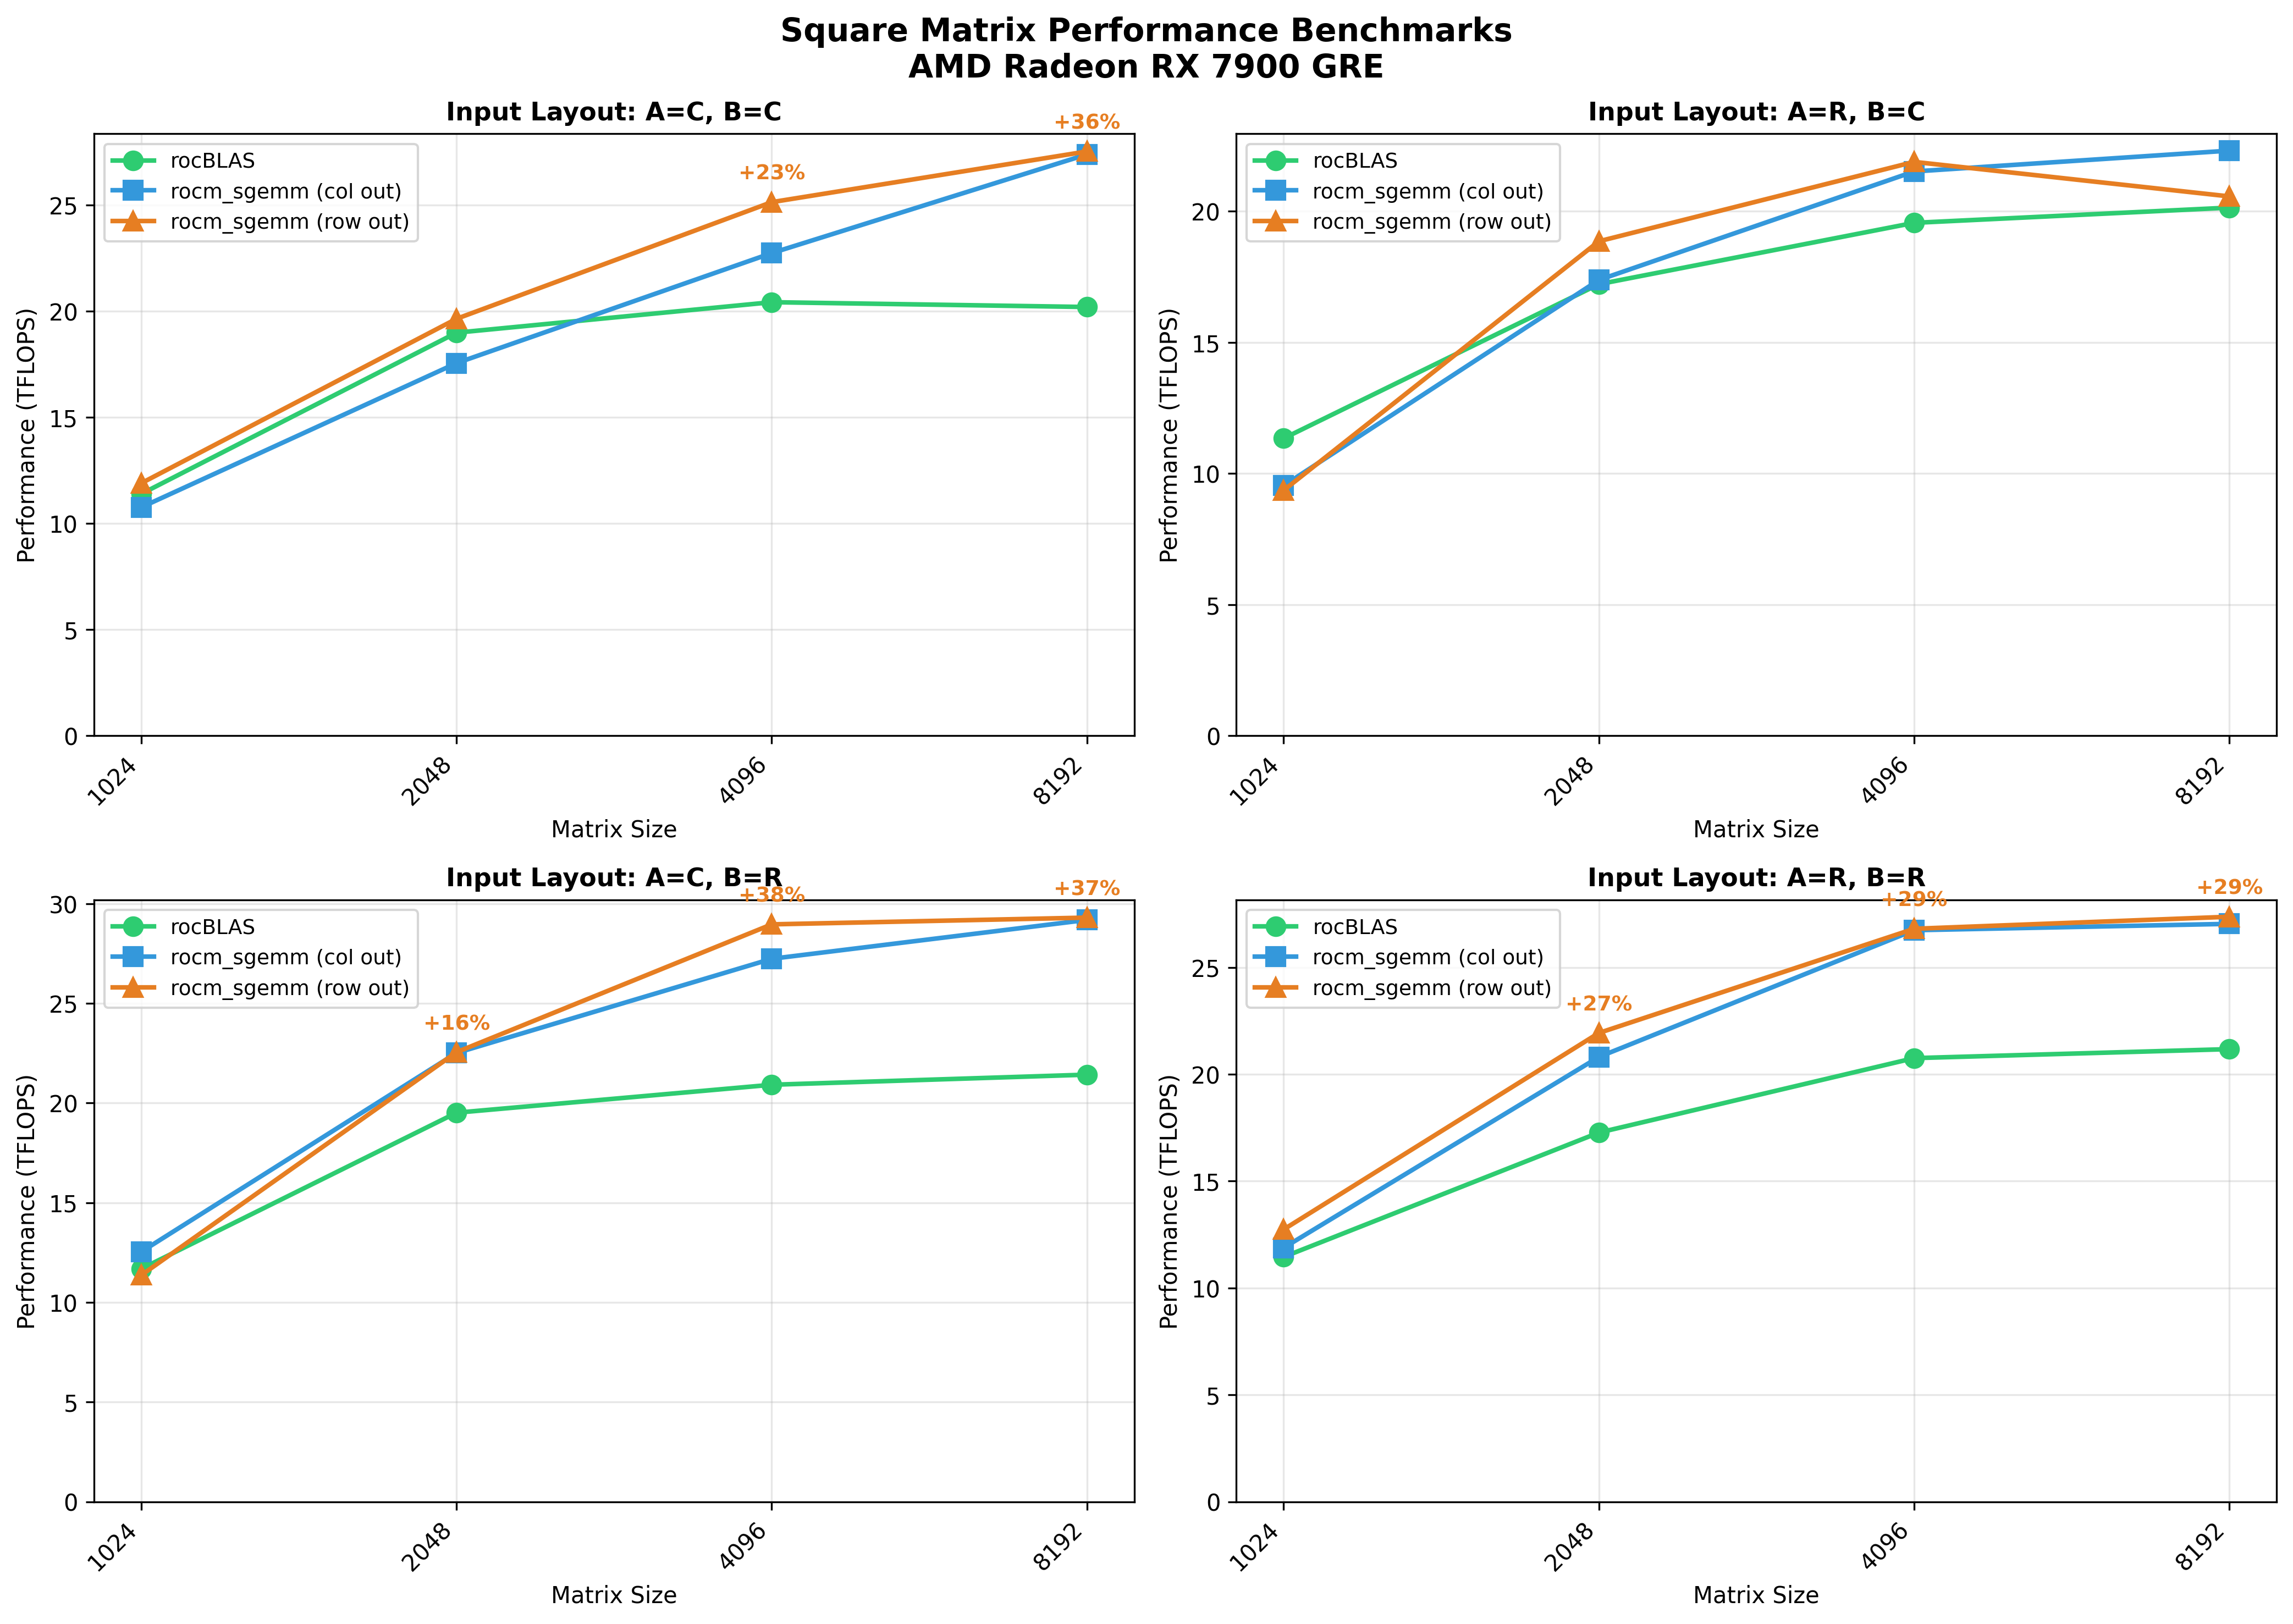 Square Matrix Performance Benchmarks
AMD Radeon RX 7900 GRE
Input Layout: A=C, B=C
+36%
+23%
rocBLAS
rocm_sgemm (col out)
rocm_sgemm (row out)
Performance (TFLOPS)
25
20
15
10
5
0
1024
2048
4096
8192
Matrix Size
Input Layout: A=R, B=C
rocBLAS
rocm_sgemm (col out)
rocm_sgemm (row out)
Performance (TFLOPS)
20
15
10
5
0
1024
2048
4096
8192
Matrix Size
Input Layout: A=C, B=R
+38%
+37%
+16%
rocBLAS
rocm_sgemm (col out)
rocm_sgemm (row out)
Performance (TFLOPS)
30
25
20
15
10
5
0
1024
2048
4096
8192
Matrix Size
Input Layout: A=R, B=R
+29%
+29%
+27%
rocBLAS
rocm_sgemm (col out)
rocm_sgemm (row out)
Performance (TFLOPS)
25
20
15
10
5
0
1024
2048
4096
8192
Matrix Size